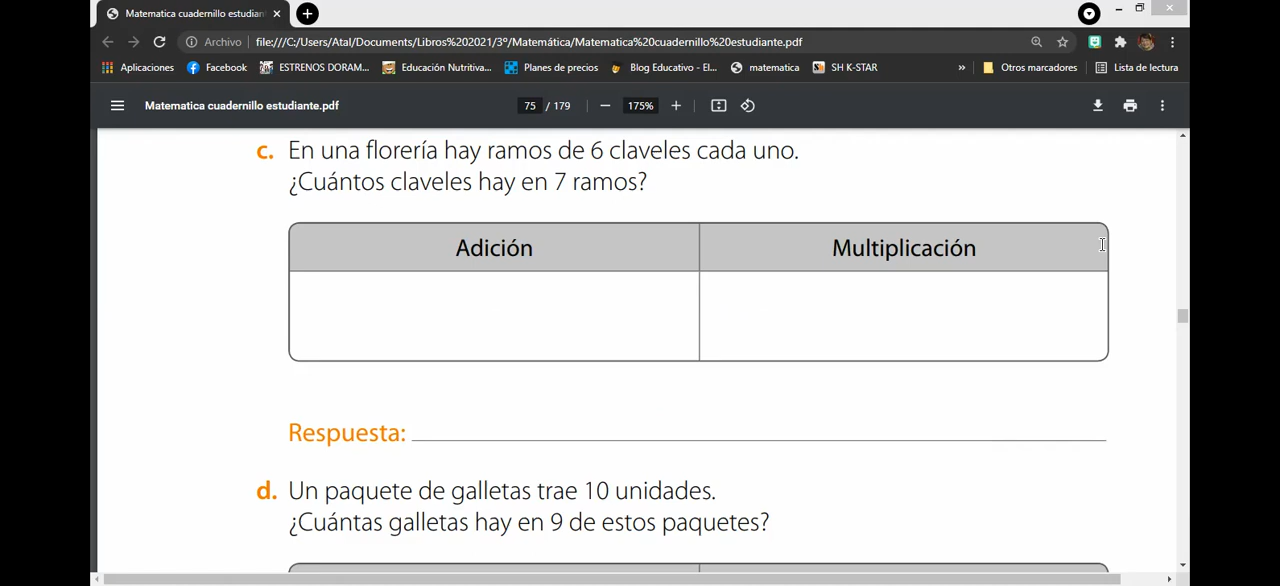 Matematica cuadernillo estudian
Archivo file:///C:/Users/Atal/Documents/Libros%202021/3°/Matemática/Matematica%20cuadernillo%20estudiante.pdf
Aplicaciones Facebook ESTRENOS DORAM... Educación Nutritiva... Planes de precios Blog Educativo - El... matematica SH K-STAR » Otros marcadores Lista de lectura
Matematica cuadernillo estudiante.pdf 75 / 179 175%
c. En una florería hay ramos de 6 claveles cada uno.
¿Cuántos claveles hay en 7 ramos?
Adición Multiplicación
Respuesta:
d. Un paquete de galletas trae 10 unidades.
¿Cuántas galletas hay en 9 de estos paquetes?